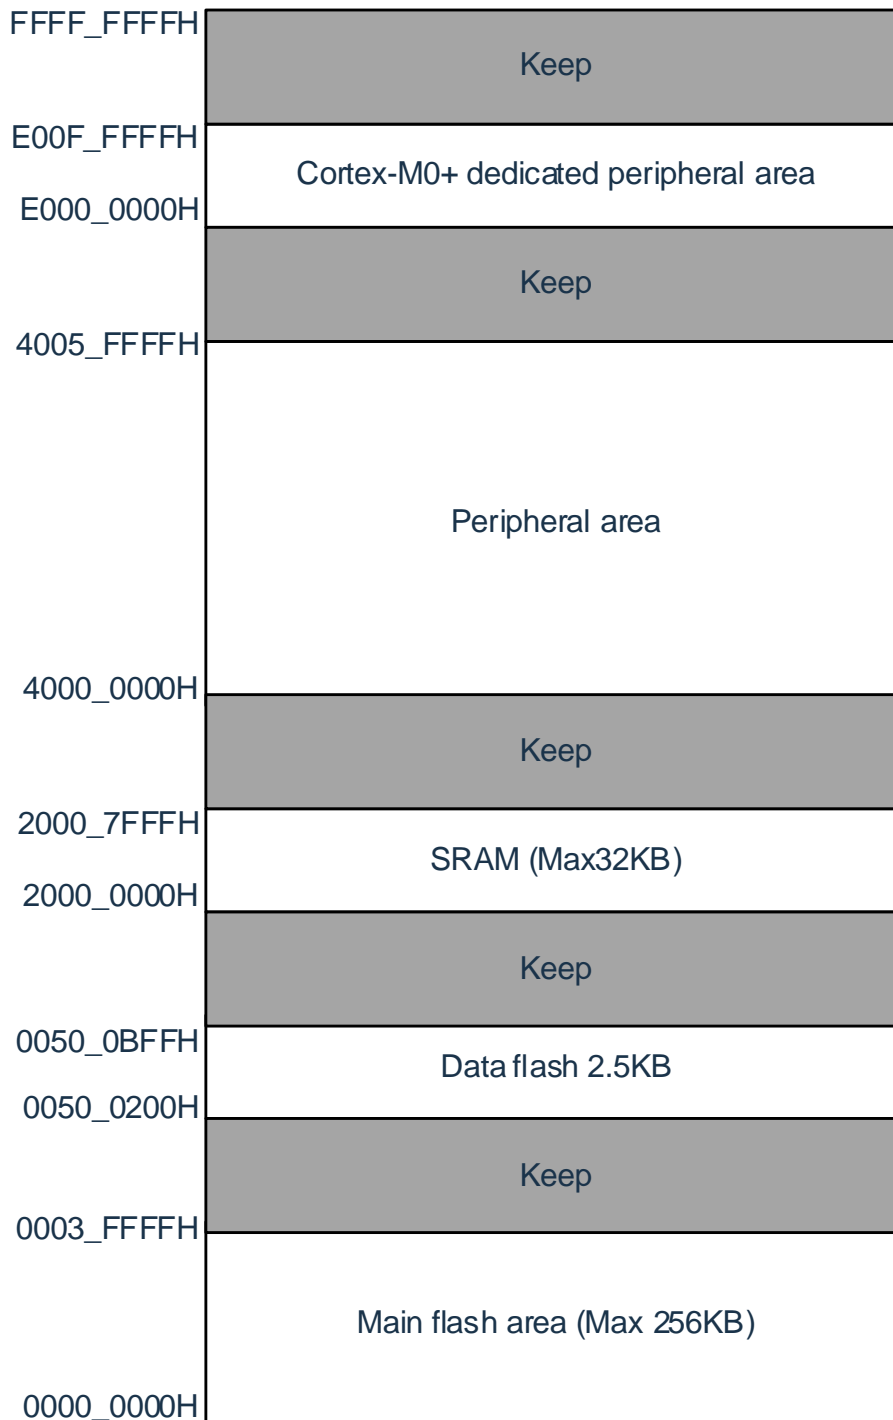 FFFF_FFFFH
Keep
E00F_FFFFH
Cortex-M0+ dedicated peripheral area
E000_0000H
Keep
4005_FFFFH
Peripheral area
4000_0000H
Keep
2000_7FFFH
SRAM (Max32KB)
2000_0000H
Keep
0050_0BFFH
Data flash 2.5KB
0050_0200H
Keep
0003_FFFFH
Main flash area (Max 256KB)
0000_0000H